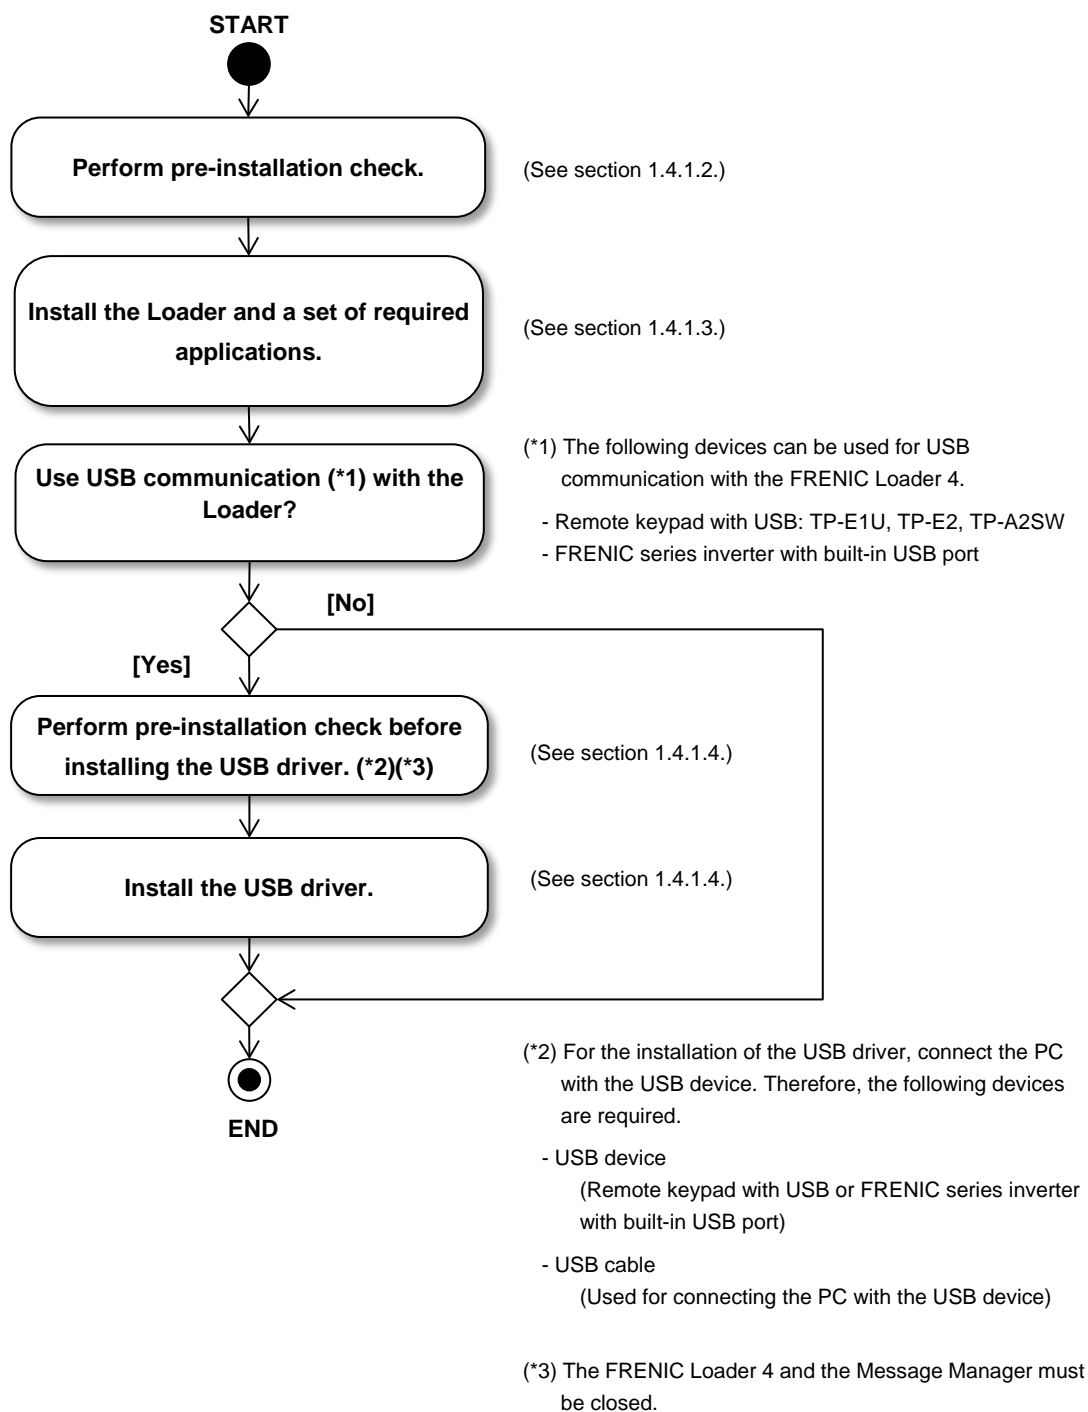 START
Perform pre-installation check.
(See section 1.4.1.2.)
Install the Loader and a set of required
applications.
(See section 1.4.1.3.)
Use USB communication (*1) with the
Loader?
(*1) The following devices can be used for USB
communication with the FRENIC Loader 4.
- Remote keypad with USB: TP-E1U, TP-E2, TP-A2SW
- FRENIC series inverter with built-in USB port
[No]
[Yes]
Perform pre-installation check before
installing the USB driver. (*2)(*3)
(See section 1.4.1.4.)
Install the USB driver.
(See section 1.4.1.4.)
END
(*2) For the installation of the USB driver, connect the PC
with the USB device. Therefore, the following devices
are required.
- USB device
(Remote keypad with USB or FRENIC series inverter
with built-in USB port)
- USB cable
(Used for connecting the PC with the USB device)
(*3) The FRENIC Loader 4 and the Message Manager must
be closed.